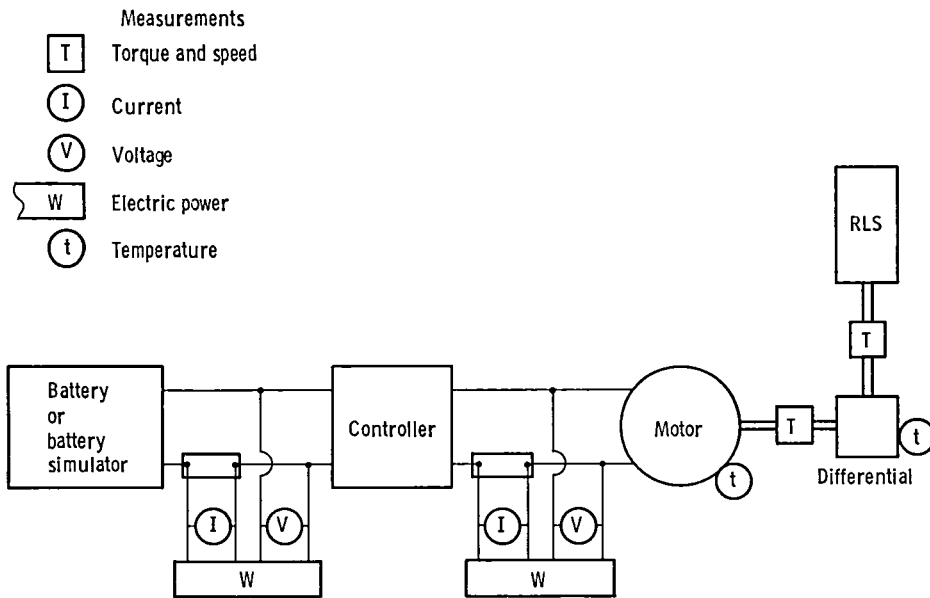 Measurements
T Torque and speed
I Current
V Voltage
W Electric power
t Temperature
RLS
T
Battery
or
battery
simulator
Controller
Motor
T
t
Differential
t
I
V
W
I
V
W